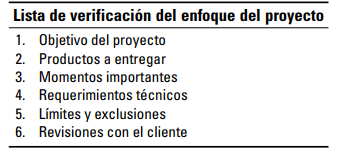 Lista de verificación del enfoque del proyecto
1. Objetivo del proyecto
2. Productos a entregar
3. Momentos importantes
4. Requerimientos técnicos
5. Límites y exclusiones
6. Revisiones con el cliente